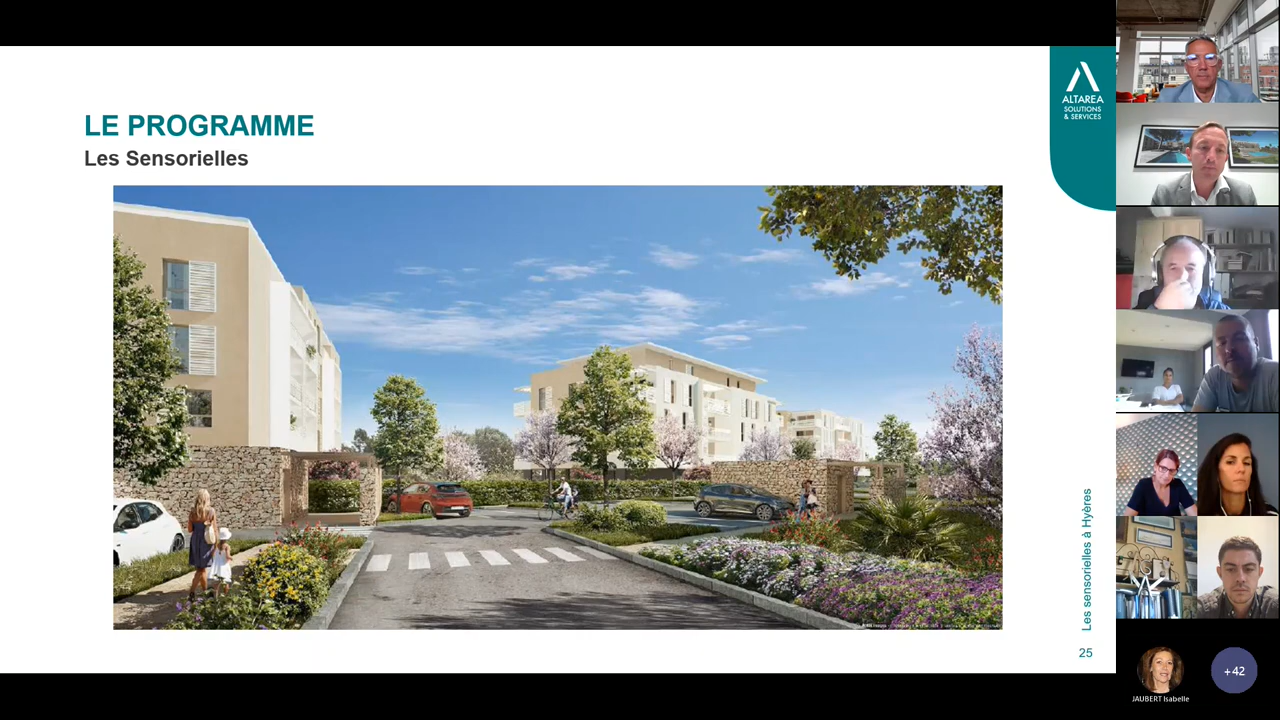 LE PROGRAMME
Les Sensorielles
ALTAREA
SOLUTIONS
& SERVICES
Les sensorielles à Hyères
25
JAUBERT Isabelle
+42